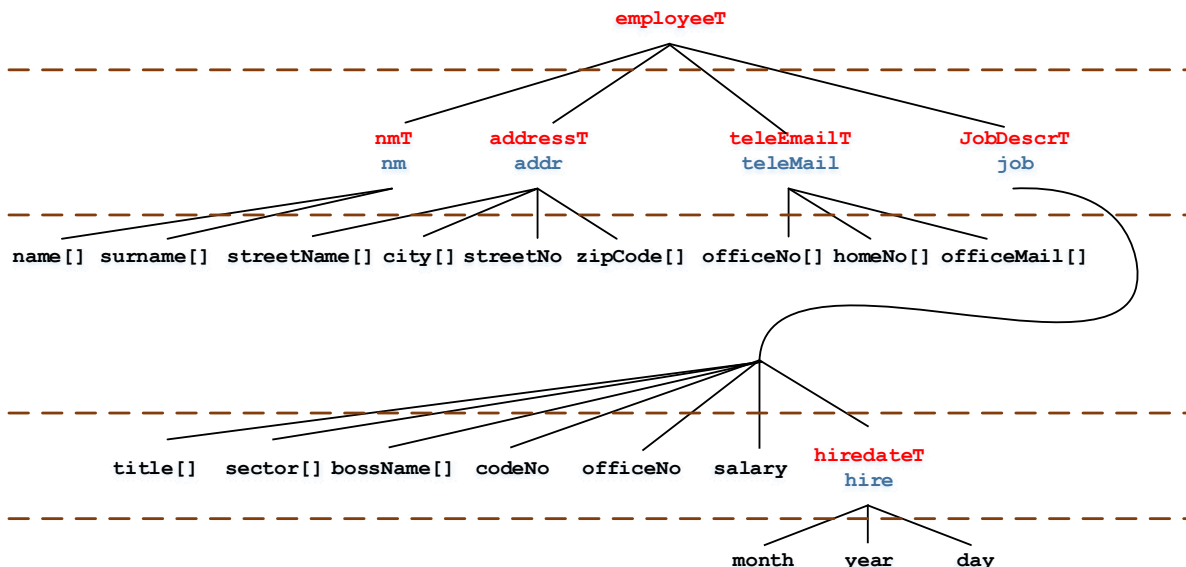 employeeT
nmT addressT teleEmailT JobDescrT
nm addr teleMail job
name[] surname[] streetName[] city[] streetNo zipCode[] officeNo[] homeNo[] officeMail[]
title[] sector[] bossName[] codeNo officeNo salary hiredateT
hire
month year day